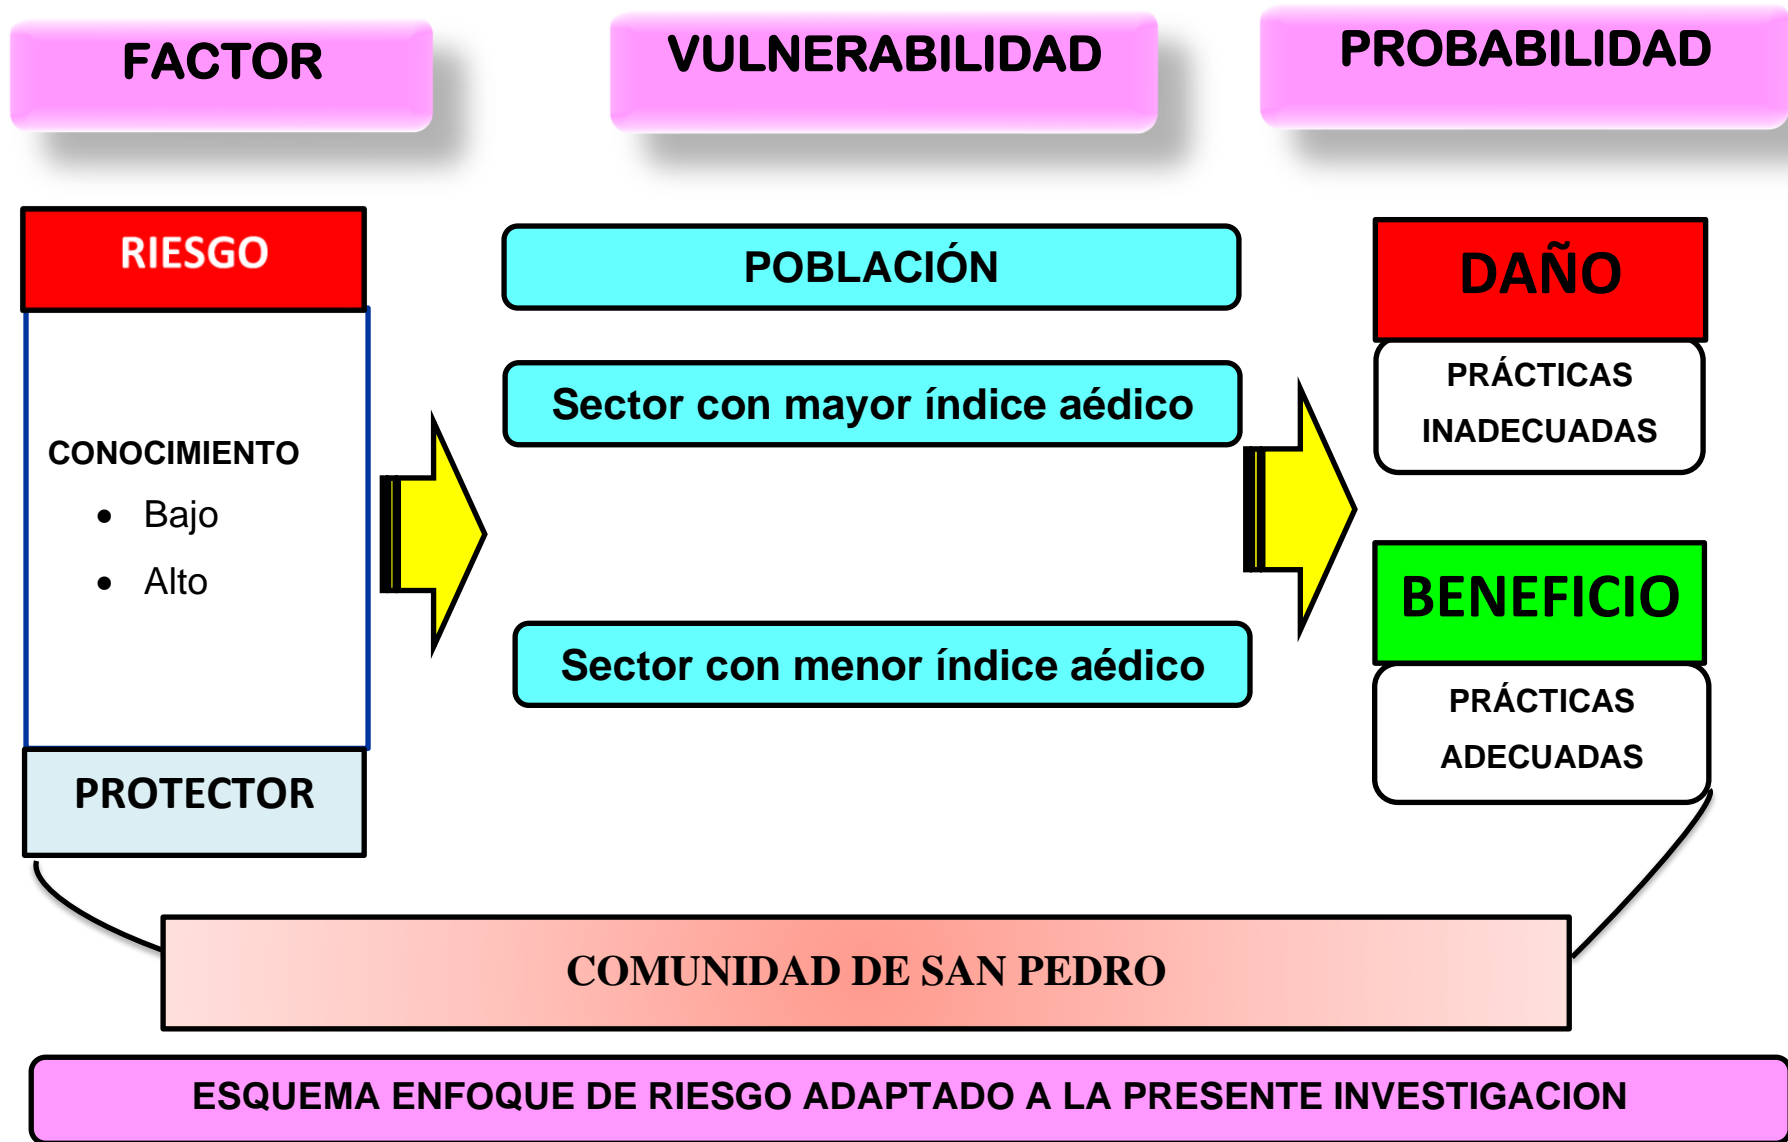 FACTOR
VULNERABILIDAD
PROBABILIDAD
RIESGO
CONOCIMIENTO
• Bajo
• Alto
PROTECTOR
POBLACIÓN
Sector con mayor índice aédico
Sector con menor índice aédico
DAÑO
PRÁCTICAS
INADECUADAS
BENEFICIO
PRÁCTICAS
ADECUADAS
COMUNIDAD DE SAN PEDRO
ESQUEMA ENFOQUE DE RIESGO ADAPTADO A LA PRESENTE INVESTIGACION